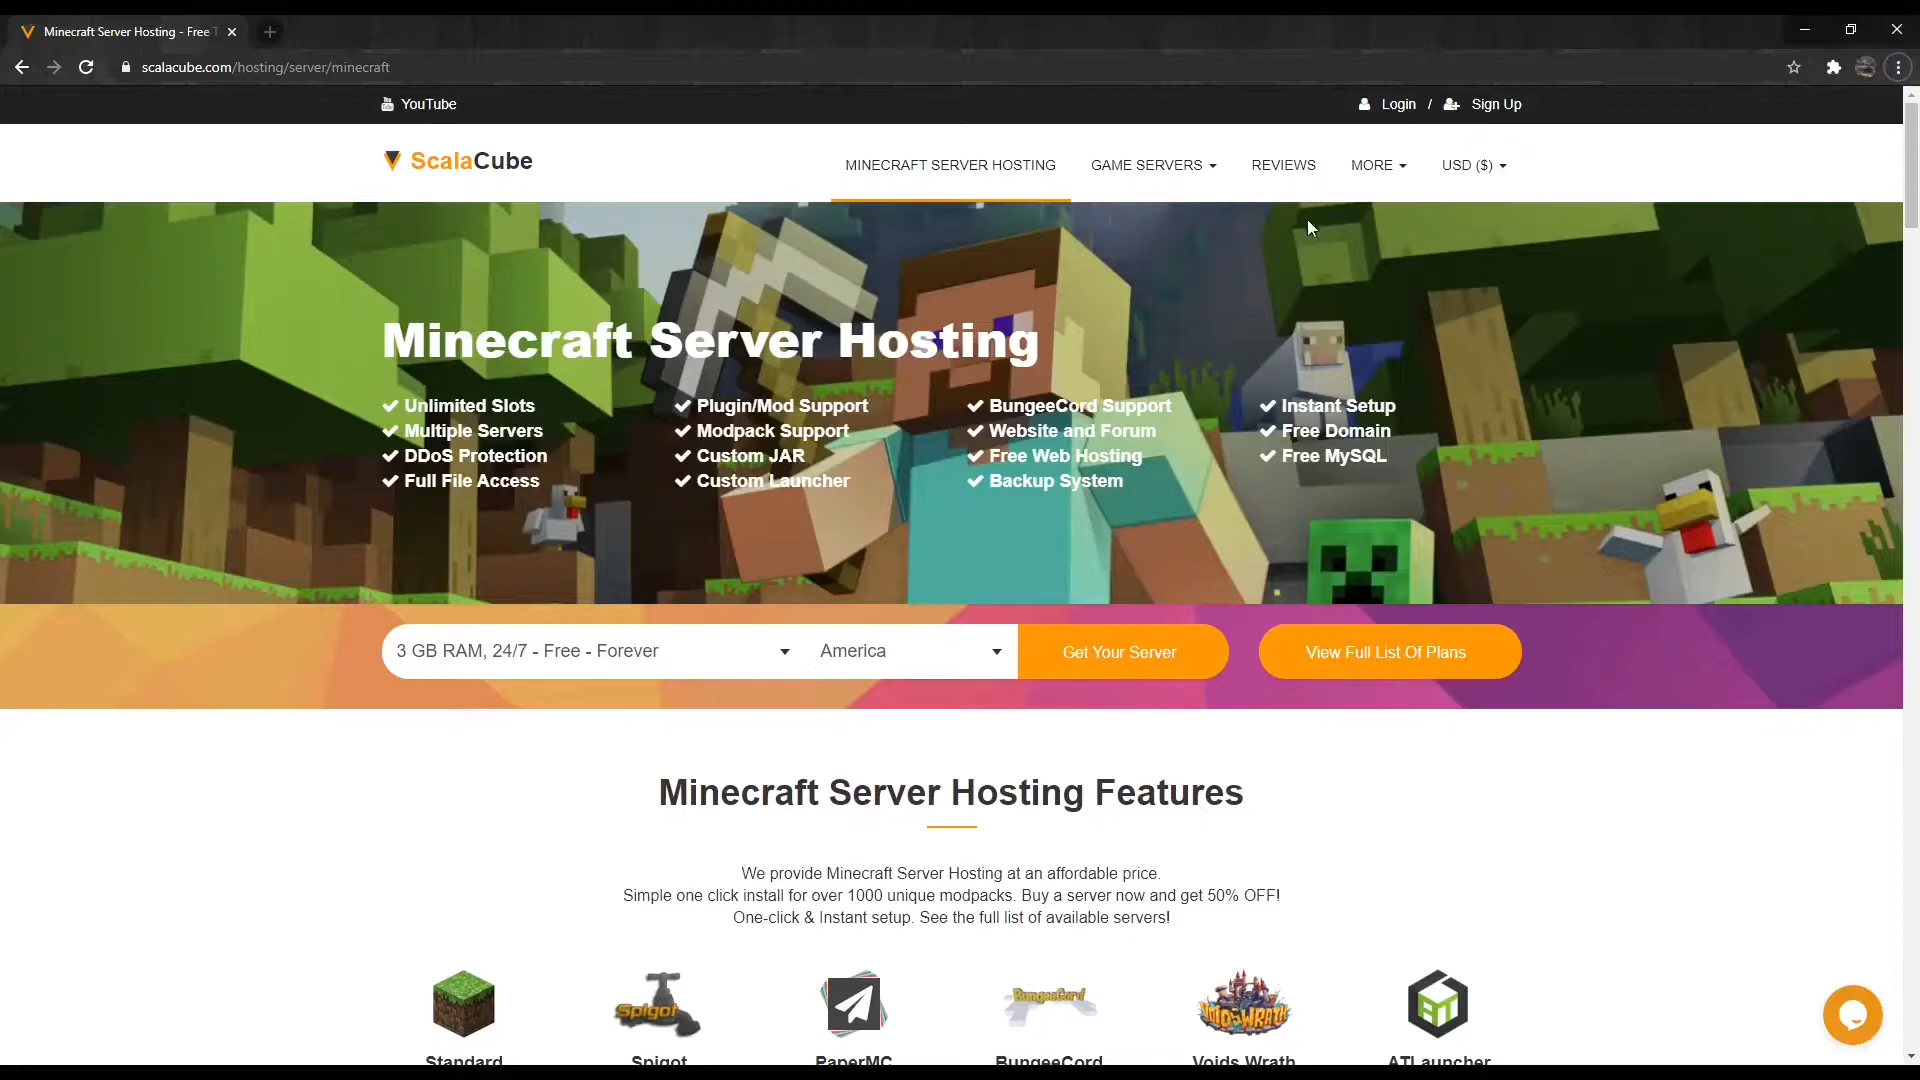 Minecraft Server Hosting - Free T
scalacube.com/hosting/server/minecraft
YouTube
Login / Sign Up
ScalaCube
MINECRAFT SERVER HOSTING GAME SERVERS REVIEWS MORE USD ($)
Minecraft Server Hosting
Unlimited Slots Plugin/Mod Support BungeeCord Support Instant Setup
Multiple Servers Modpack Support Website and Forum Free Domain
DDoS Protection Custom JAR Free Web Hosting Free MySQL
Full File Access Custom Launcher Backup System
3 GB RAM, 24/7 - Free - Forever America Get Your Server View Full List Of Plans
Minecraft Server Hosting Features
We provide Minecraft Server Hosting at an affordable price.
Simple one click install for over 1000 unique modpacks. Buy a server now and get 50% OFF!
One-click & Instant setup. See the full list of available servers!
Spigot BungeeCord VOIDSWRATH
Standard Spigot PaperMC BungeeCord Voids Wrath ATLauncher